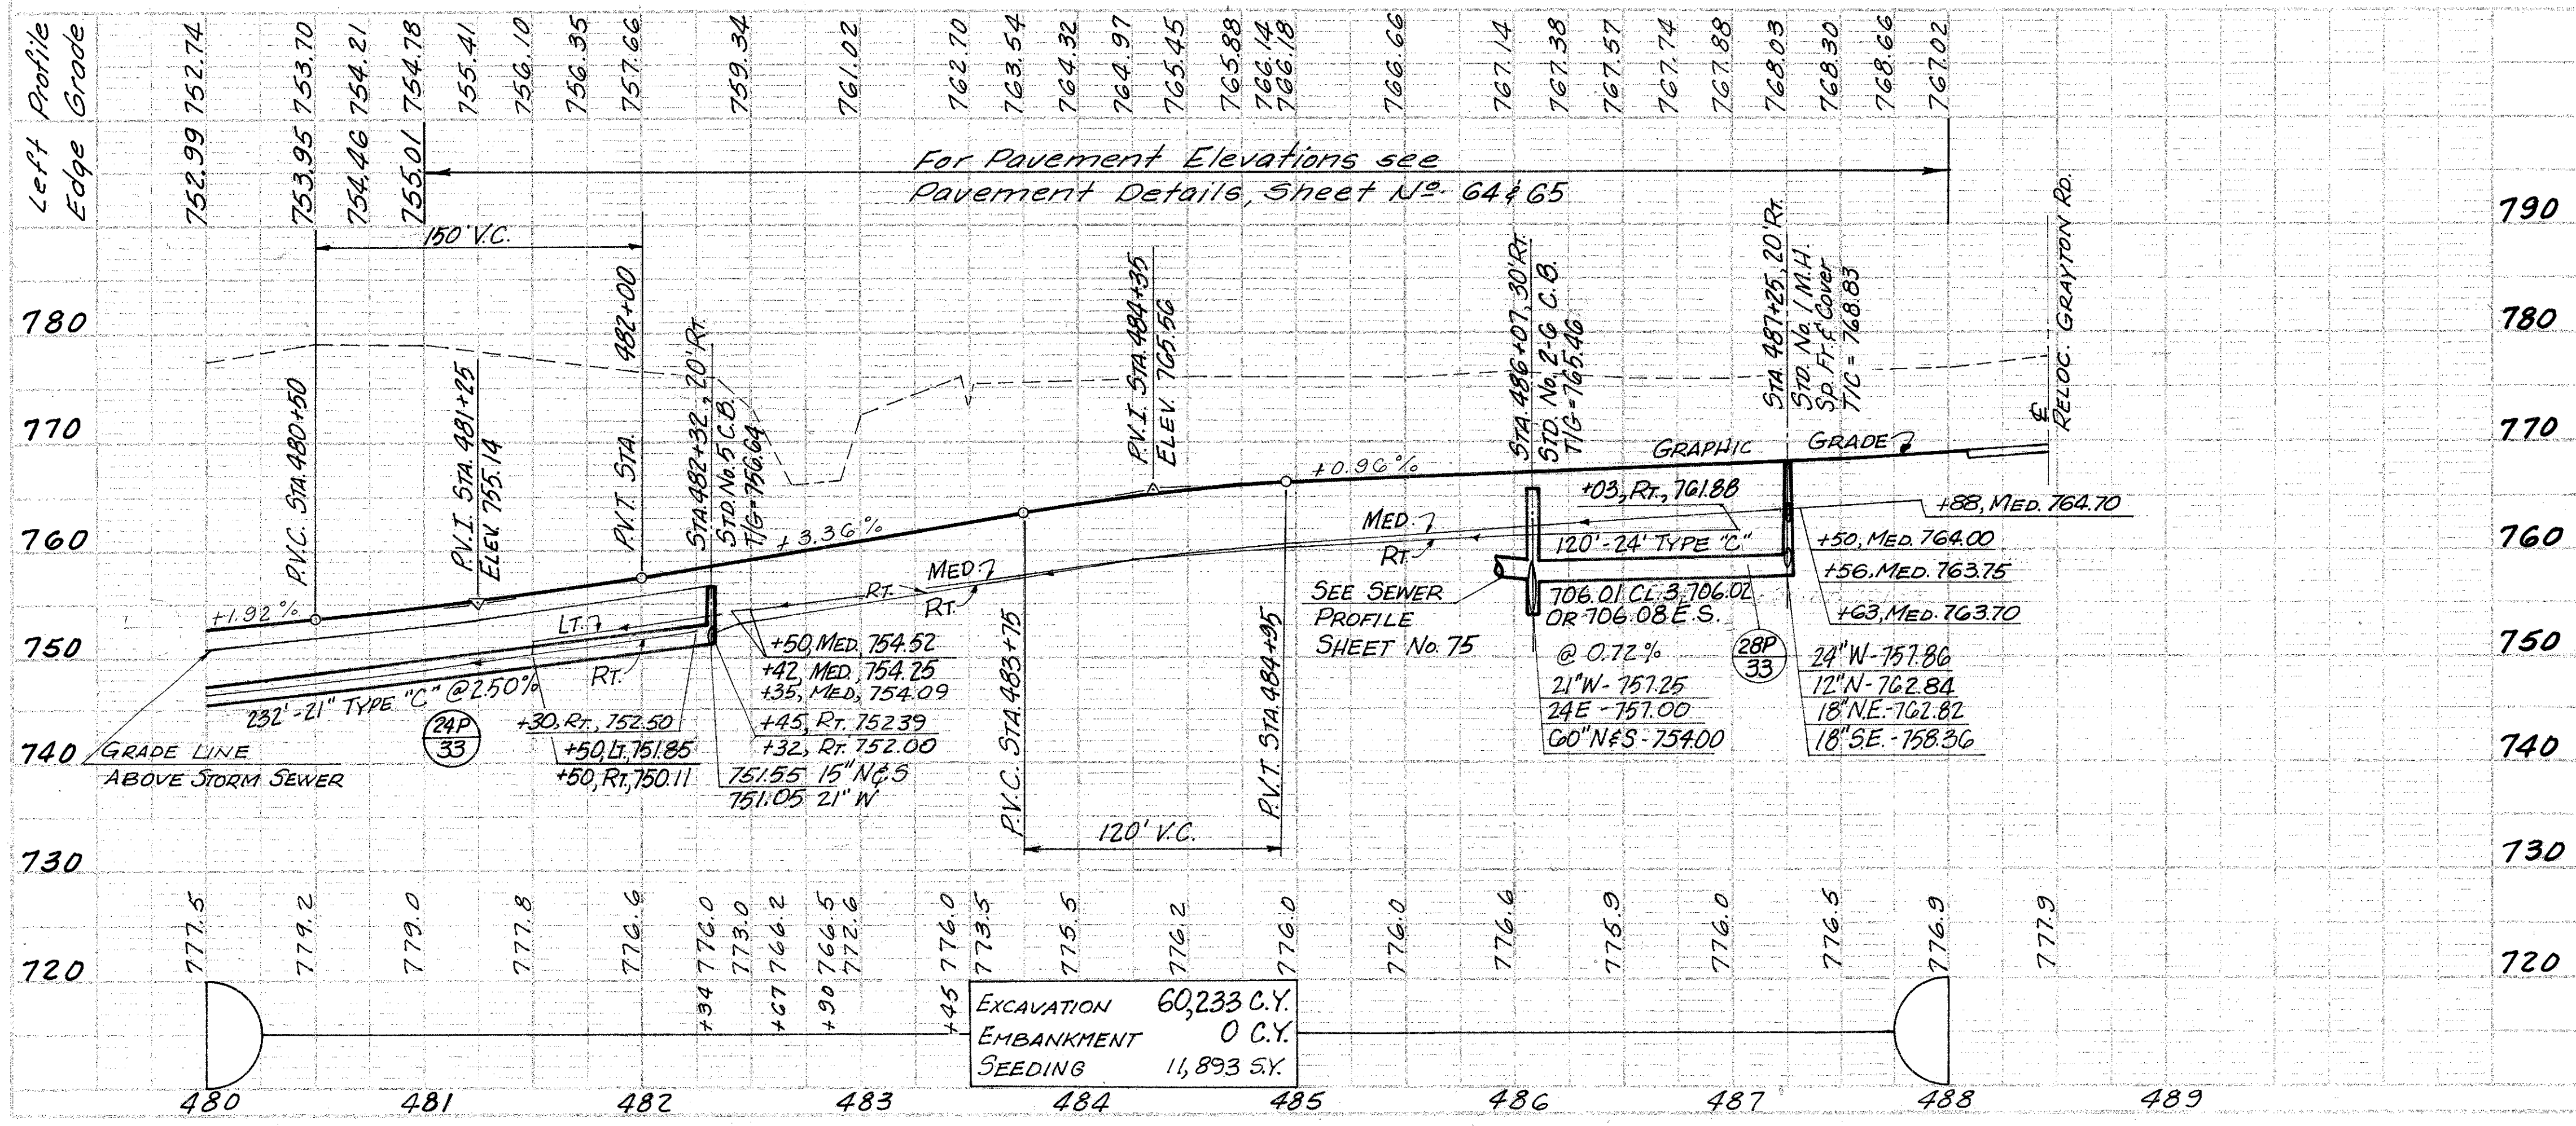 Left Edge
Profile Grade
752.74
753.70
754.21
754.78
755.41
756.10
756.35
757.66
759.34
761.02
762.70
763.54
764.32
764.97
765.45
765.88
766.14
766.18
766.66
767.14
767.38
767.57
767.74
767.88
768.03
768.30
768.66
767.02
752.99
753.95
754.46
755.01
For Pavement Elevations see
Pavement Details, Sheet No. 64 & 65
150' V.C.
790
780
770
760
750
740
730
720
790
780
770
760
750
740
730
720
P.V.C. STA. 480+50
P.V.I. STA. 481+25
ELEV. 755.14
P.V.T. STA. 482+00
STA. 482+32, 20' RT.
STD. No. 5 C.B.
T/G=756.64
P.V.I. STA. 484+35
ELEV. 765.56
STA. 486+07, 30' RT.
STD. No. 2-6 C.B.
T/G=765.46
STA. 487+25, 20' RT.
STD. No. 1 M.H.
SP. FR. & COVER
T/C = 768.83
℄ RELOC. GRAYTON RD.
+1.92%
+3.36%
+0.96%
GRAPHIC GRADE
MED.
RT.
RT.
RT.
LT.
RT.
MED.
RT.
+03, RT., 761.88
120'-24' TYPE "C"
706.01 CL. 3, 706.02
OR 706.08 E.S.
@ 0.72%
21" W - 757.25
24 E - 757.00
60" N & S - 754.00
28P
33
SEE SEWER
PROFILE
SHEET No. 75
+88, MED. 764.70
+50, MED. 764.00
+56, MED. 763.75
+63, MED. 763.70
24" W - 757.86
12" N - 762.84
18" N.E. - 762.82
18" S.E. - 758.36
+50, MED. 754.52
+42, MED., 754.25
+35, MED., 754.09
+45, RT. 752.39
+32, RT. 752.00
751.55 15" N & S
751.05 21" W
232'-21" TYPE "C" @ 2.50%
24P
33
+30, RT., 752.50
+50, LT. 751.85
+50, RT., 750.11
GRADE LINE
ABOVE STORM SEWER
P.V.C. STA. 483+75
P.V.T. STA. 484+95
120' V.C.
777.5
779.2
779.0
777.8
776.6
+34 776.0
773.0
+67 766.2
+90 766.5
772.6
+45 776.0
773.5
775.5
776.2
776.0
776.0
776.6
775.9
776.0
776.5
776.9
777.9
EXCAVATION 60,233 C.Y.
EMBANKMENT 0 C.Y.
SEEDING 11,893 S.Y.
480 481 482 483 484 485 486 487 488 489